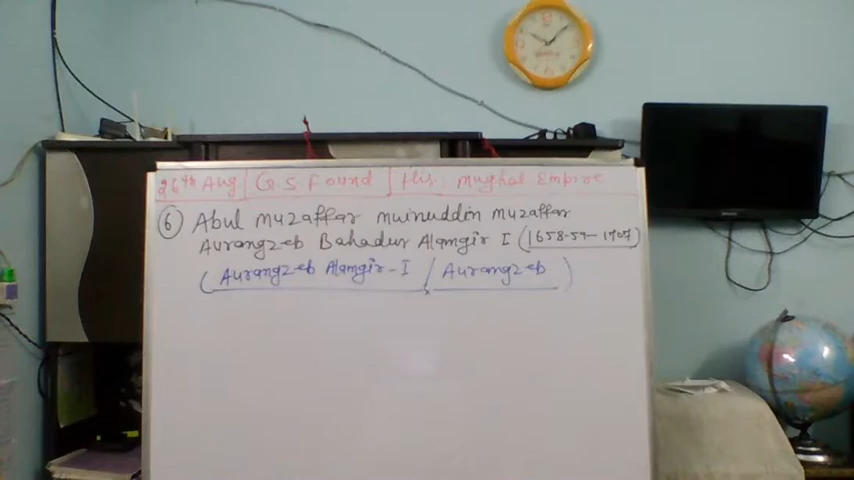 26th Aug | G.S. Found | His: Mughal Empire
⑥ Abul Muzaffar Muinuddin Muzaffar
Aurangzeb Bahadur Alamgir I (1658-59-1707)
(Aurangzeb Alamgir-I / Aurangzeb)